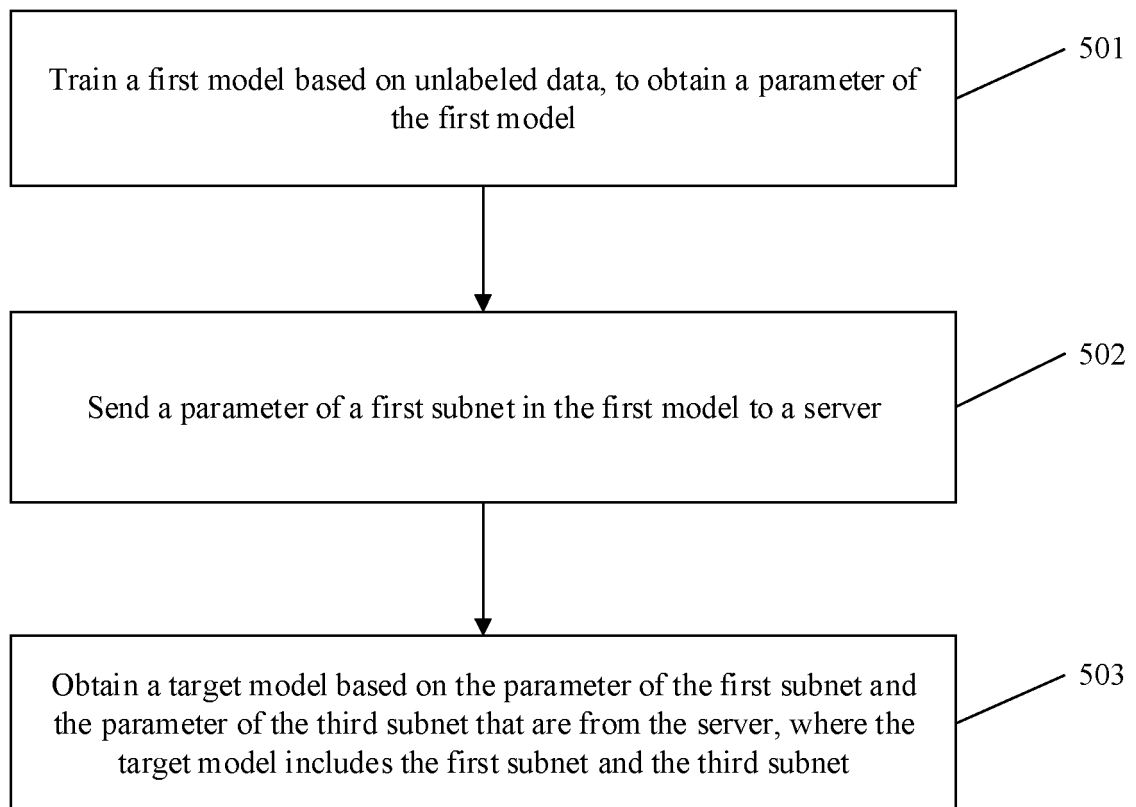 Train a first model based on unlabeled data, to obtain a parameter of
the first model
501
Send a parameter of a first subnet in the first model to a server
502
Obtain a target model based on the parameter of the first subnet and
the parameter of the third subnet that are from the server, where the
target model includes the first subnet and the third subnet
503